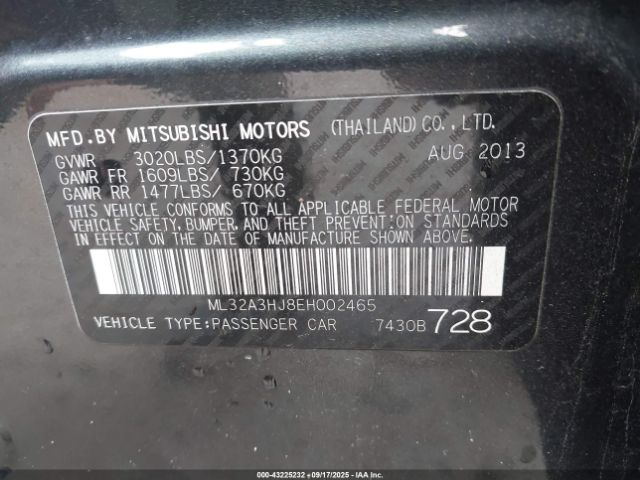 MFD.BY MITSUBISHI MOTORS (THAILAND)CO.,LTD.
GVWR 3020LBS/1370KG AUG 2013
GAWR FR 1609LBS/ 730KG
GAWR RR 1477LBS/ 670KG
THIS VEHICLE CONFORMS TO ALL APPLICABLE FEDERAL MOTOR
VEHICLE SAFETY, BUMPER, AND THEFT PREVENTION STANDARDS
IN EFFECT ON THE DATE OF MANUFACTURE SHOWN ABOVE.
ML32A3HJ8EH002465
VEHICLE TYPE:PASSENGER CAR 7430B 728
000-43225232 09/17/2025 IAA Inc.